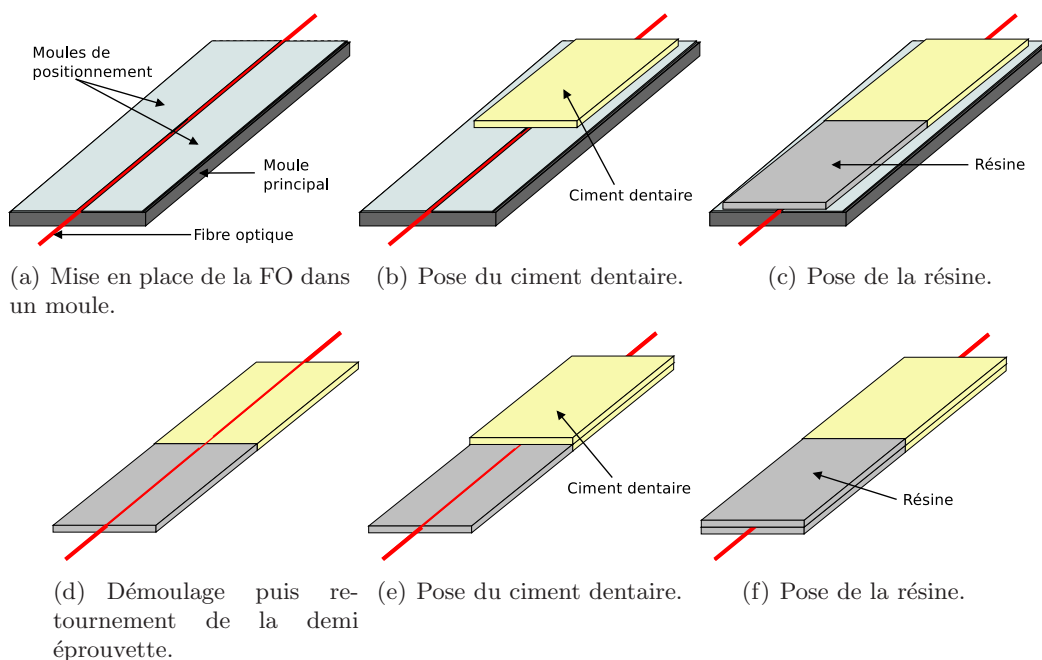 Moules de
positionnement
Moule
principal
Fibre optique
(a) Mise en place de la FO dans
un moule.
Ciment dentaire
(b) Pose du ciment dentaire.
Résine
(c) Pose de la résine.
(d) Démoulage puis re-
tournement de la demi
éprouvette.
Ciment dentaire
(e) Pose du ciment dentaire.
Résine
(f) Pose de la résine.